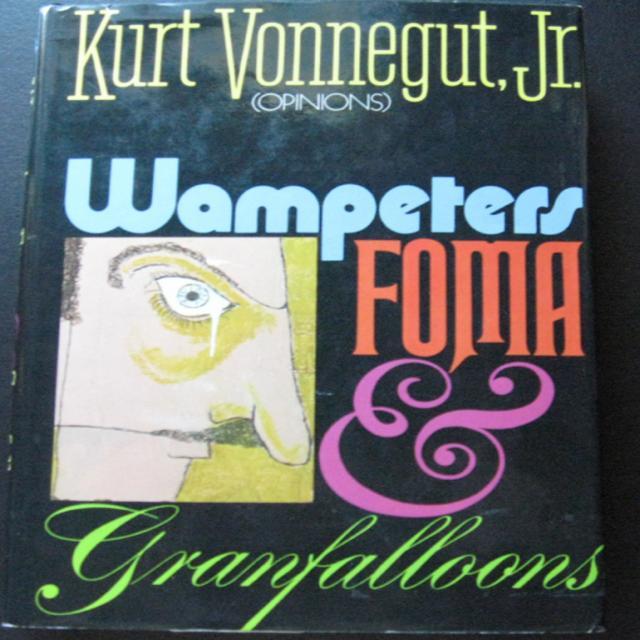 Kurt Vonnegut, Jr.
(OPINIONS)
Wampeters
FOMA
&
Granfalloons